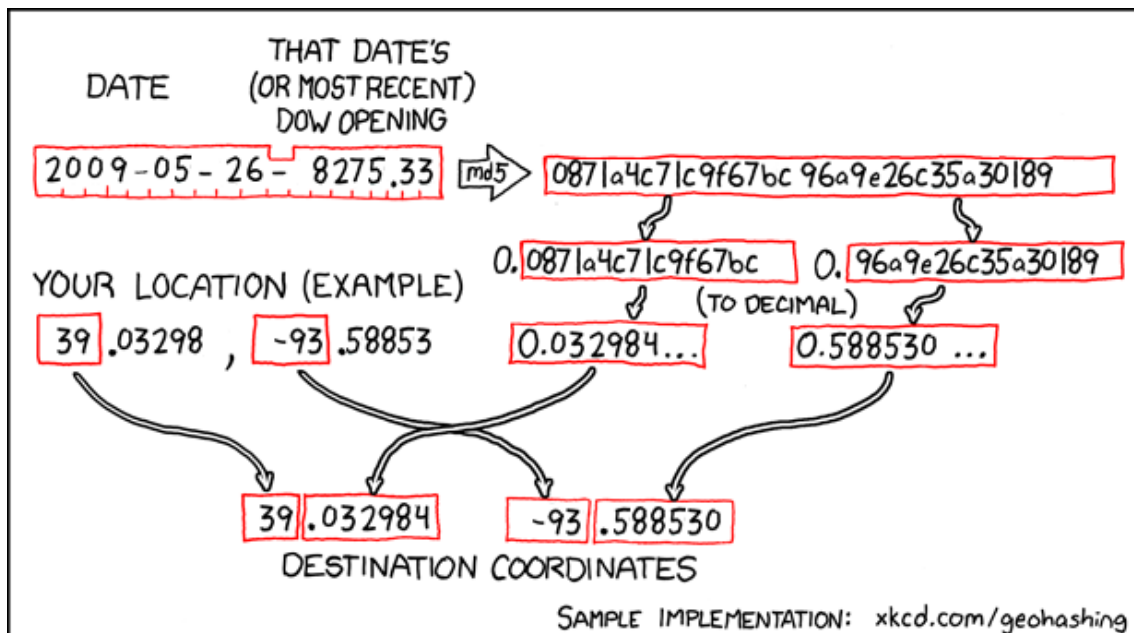 THAT DATE'S
DATE (OR MOST RECENT)
DOW OPENING
2009-05-26-8275.33 md5 0871a4c71c9f67bc96a9e26c35a30189
0.0871a4c71c9f67bc 0.96a9e26c35a30189
YOUR LOCATION (EXAMPLE) (TO DECIMAL)
39.03298, -93.58853 0.032984... 0.588530 ...
39.032984 -93.588530
DESTINATION COORDINATES
SAMPLE IMPLEMENTATION: xkcd.com/geohashing